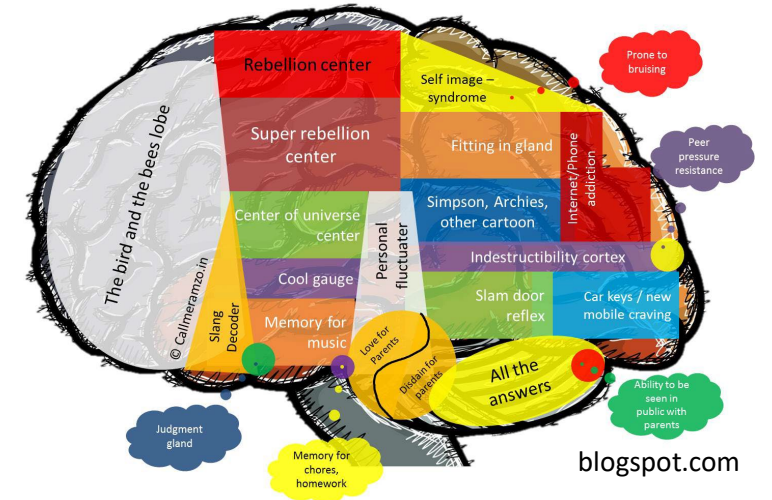 Rebellion center
Self image –
syndrome
Prone to
bruising
Super rebellion
center
Fitting in gland
Internet/Phone
addiction
Peer
pressure
resistance
The bird and the bees lobe
Center of universe
center
Personal
fluctuater
Simpson, Archies,
other cartoon
Indestructibility cortex
Cool gauge
© Callmeramzo.in
Slang
Decoder
Memory for
music
Slam door
reflex
Car keys / new
mobile craving
Love for
Parents
Disdain for
parents
All the
answers
Ability to be
seen in
public with
parents
Judgment
gland
Memory for
chores,
homework
blogspot.com